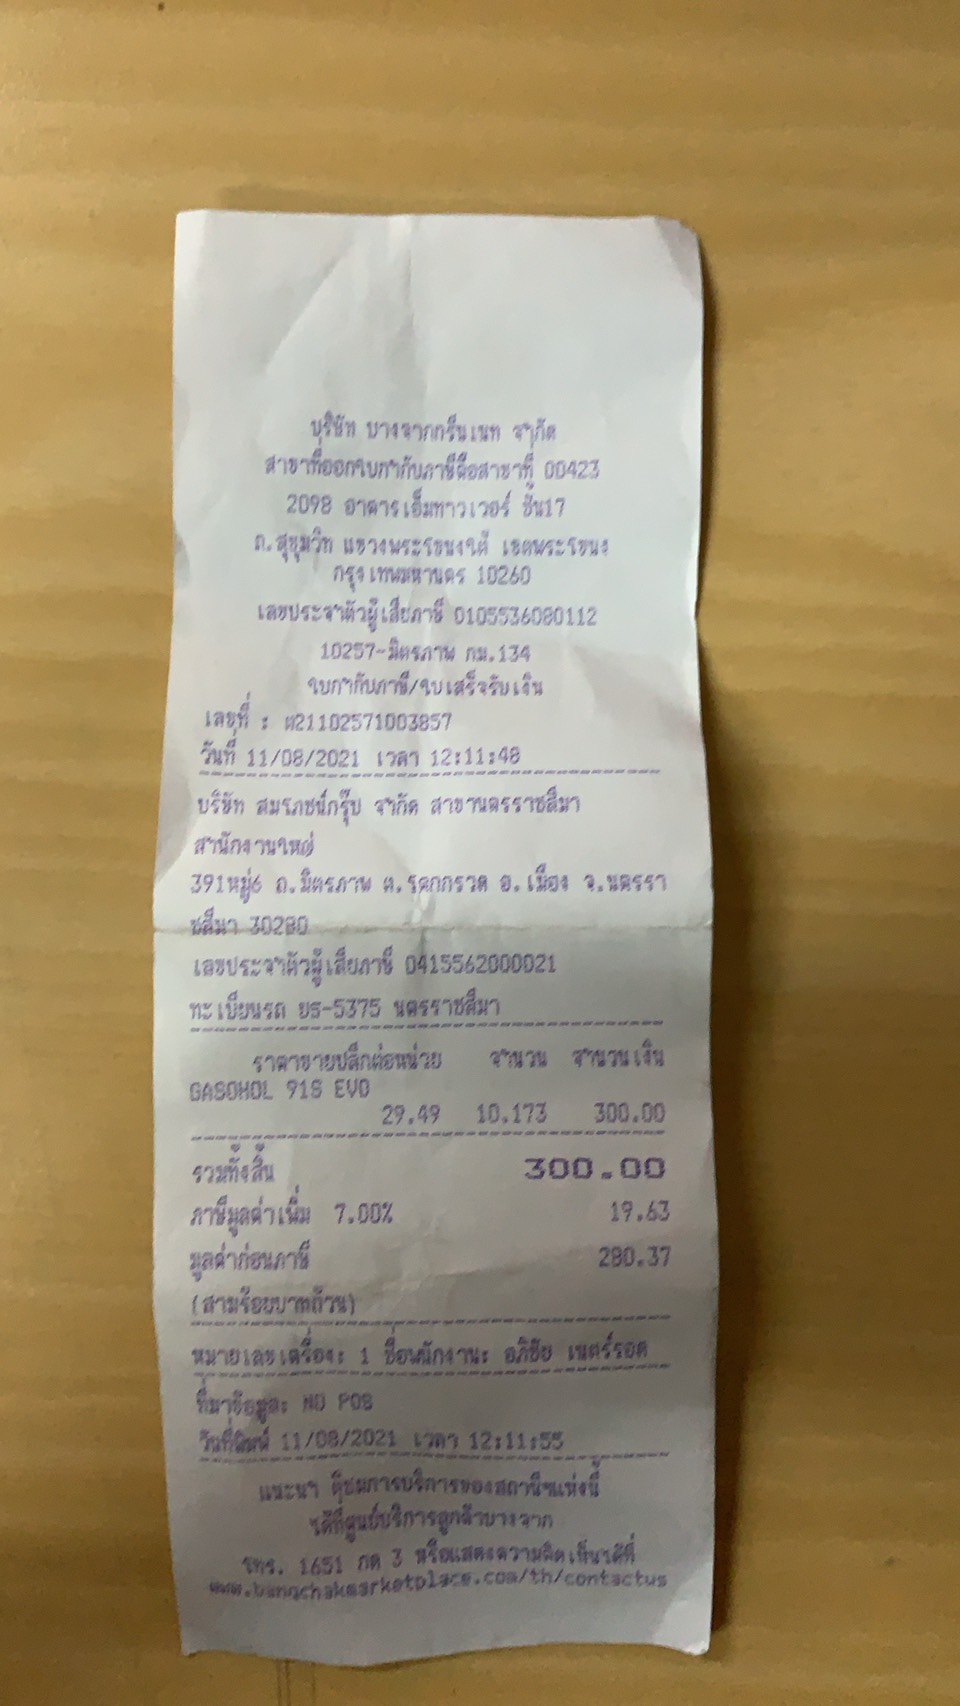 บริษัท บางจากกรีนเนท จำกัด
สาขาที่ออกใบกำกับภาษีคือสาขาที่ 00423
2098 อาคารเอ็มทาวเวอร์ ชั้น17
ถ.สุขุมวิท แขวงพระโขนงใต้ เขตพระโขนง
กรุงเทพมหานคร 10260
เลขประจำตัวผู้เสียภาษี 0105536080112
10257-มิตรภาพ กม.134
ใบกำกับภาษี/ใบเสร็จรับเงิน
เลขที่ : ต21102571003857
วันที่ 11/08/2021 เวลา 12:11:48
บริษัท สมโภชน์กรุ๊ป จำกัด สาขานครราชสีมา
สำนักงานใหญ่
391หมู่6 ถ.มิตรภาพ ต.โคกกรวด อ.เมือง จ.นครรา
ชสีมา 30280
เลขประจำตัวผู้เสียภาษี 0415562000021
ทะเบียนรถ ยธ-5375 นครราชสีมา
ราคาขายปลีกต่อหน่วย จำนวน จำนวนเงิน
GASOHOL 91S EVO
29.49 10.173 300.00
รวมทั้งสิ้น 300.00
ภาษีมูลค่าเพิ่ม 7.00% 19.63
มูลค่าก่อนภาษี 280.37
(สามร้อยบาทถ้วน)
หมายเลขเครื่อง: 1 ชื่อพนักงาน: อภิชัย เนตร์รอด
ที่มาข้อมูล: NO POS
วันที่พิมพ์ 11/08/2021 เวลา 12:11:55
แนะนำ ติชมการบริการของสถานีฯแห่งนี้
ได้ที่ศูนย์บริการลูกค้าบางจาก
โทร. 1651 กด 3 หรือแสดงความคิดเห็นได้ที่
www.bangchakmarketplace.com/th/contactus